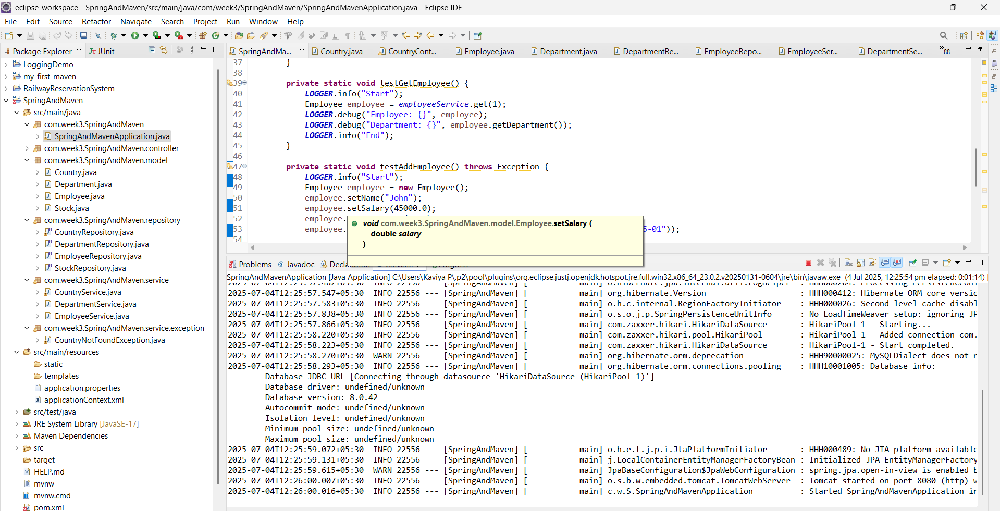 eclipse-workspace - SpringAndMaven/src/main/java/com/week3/SpringAndMaven/SpringAndMavenApplication.java - Eclipse IDE
File Edit Source Refactor Navigate Search Project Run Window Help
Package Explorer
JUnit
LoggingDemo
my-first-maven
RailwayReservationSystem
SpringAndMaven
src/main/java
com.week3.SpringAndMaven
SpringAndMavenApplication.java
com.week3.SpringAndMaven.controller
com.week3.SpringAndMaven.model
Country.java
Department.java
Employee.java
Stock.java
com.week3.SpringAndMaven.repository
CountryRepository.java
DepartmentRepository.java
EmployeeRepository.java
StockRepository.java
com.week3.SpringAndMaven.service
CountryService.java
DepartmentService.java
EmployeeService.java
com.week3.SpringAndMaven.service.exception
CountryNotFoundException.java
src/main/resources
static
templates
application.properties
applicationContext.xml
src/test/java
JRE System Library [JavaSE-17]
Maven Dependencies
src
target
HELP.md
mvnw
mvnw.cmd
pom.xml
SpringAndMa... Country.java CountryCont... Employee.java Department.java DepartmentRe... EmployeeRepo... EmployeeSer... DepartmentSe... »88
37 }
38
39 private static void testGetEmployee() {
40 LOGGER.info("Start");
41 Employee employee = employeeService.get(1);
42 LOGGER.debug("Employee: {}", employee);
43 LOGGER.debug("Department: {}", employee.getDepartment());
44 LOGGER.info("End");
45 }
46
47 private static void testAddEmployee() throws Exception {
48 LOGGER.info("Start");
49 Employee employee = new Employee();
50 employee.setName("John");
51 employee.setSalary(45000.0);
52 employee.
53 employee. 5-01"));
54
void com.week3.SpringAndMaven.model.Employee.setSalary (
double salary
)
Problems Javadoc
SpringAndMavenApplication [Java Application] C:\Users\Kaviya P\.p2\pool\plugins\org.eclipse.justj.openjdk.hotspot.jre.full.win32.x86_64_23.0.2.v20250131-0604\jre\bin\javaw.exe (4 Jul 2025, 12:25:54 pm elapsed: 0:01:14)
2025-07-04T12:25:57.482+05:30 INFO 22556 --- [SpringAndMaven] [ main] o.hibernate.jpa.internal.util.LogHelper : HHH000204: Processing Persistence
2025-07-04T12:25:57.547+05:30 INFO 22556 --- [SpringAndMaven] [ main] org.hibernate.Version : HHH000412: Hibernate ORM core versio
2025-07-04T12:25:57.583+05:30 INFO 22556 --- [SpringAndMaven] [ main] o.h.c.internal.RegionFactoryInitiator : HHH000026: Second-level cache disabl
2025-07-04T12:25:57.838+05:30 INFO 22556 --- [SpringAndMaven] [ main] o.s.o.j.p.SpringPersistenceUnitInfo : No LoadTimeWeaver setup: ignoring JP
2025-07-04T12:25:57.866+05:30 INFO 22556 --- [SpringAndMaven] [ main] com.zaxxer.hikari.HikariDataSource : HikariPool-1 - Starting...
2025-07-04T12:25:58.220+05:30 INFO 22556 --- [SpringAndMaven] [ main] com.zaxxer.hikari.pool.HikariPool : HikariPool-1 - Added connection com.
2025-07-04T12:25:58.223+05:30 INFO 22556 --- [SpringAndMaven] [ main] com.zaxxer.hikari.HikariDataSource : HikariPool-1 - Start completed.
2025-07-04T12:25:58.270+05:30 WARN 22556 --- [SpringAndMaven] [ main] org.hibernate.orm.deprecation : HHH90000025: MySQLDialect does not n
2025-07-04T12:25:58.293+05:30 INFO 22556 --- [SpringAndMaven] [ main] org.hibernate.orm.connections.pooling : HHH10001005: Database info:
Database JDBC URL [Connecting through datasource 'HikariDataSource (HikariPool-1)']
Database driver: undefined/unknown
Database version: 8.0.42
Autocommit mode: undefined/unknown
Isolation level: undefined/unknown
Minimum pool size: undefined/unknown
Maximum pool size: undefined/unknown
2025-07-04T12:25:59.072+05:30 INFO 22556 --- [SpringAndMaven] [ main] o.h.e.t.j.p.i.JtaPlatformInitiator : HHH000489: No JTA platform available
2025-07-04T12:25:59.131+05:30 INFO 22556 --- [SpringAndMaven] [ main] j.LocalContainerEntityManagerFactoryBean : Initialized JPA EntityManagerFactory
2025-07-04T12:25:59.615+05:30 WARN 22556 --- [SpringAndMaven] [ main] JpaBaseConfiguration$JpaWebConfiguration : spring.jpa.open-in-view is enabled b
2025-07-04T12:26:00.007+05:30 INFO 22556 --- [SpringAndMaven] [ main] o.s.b.w.embedded.tomcat.TomcatWebServer : Tomcat started on port 8080 (http) w
2025-07-04T12:26:00.016+05:30 INFO 22556 --- [SpringAndMaven] [ main] c.w.S.SpringAndMavenApplication : Started SpringAndMavenApplication in